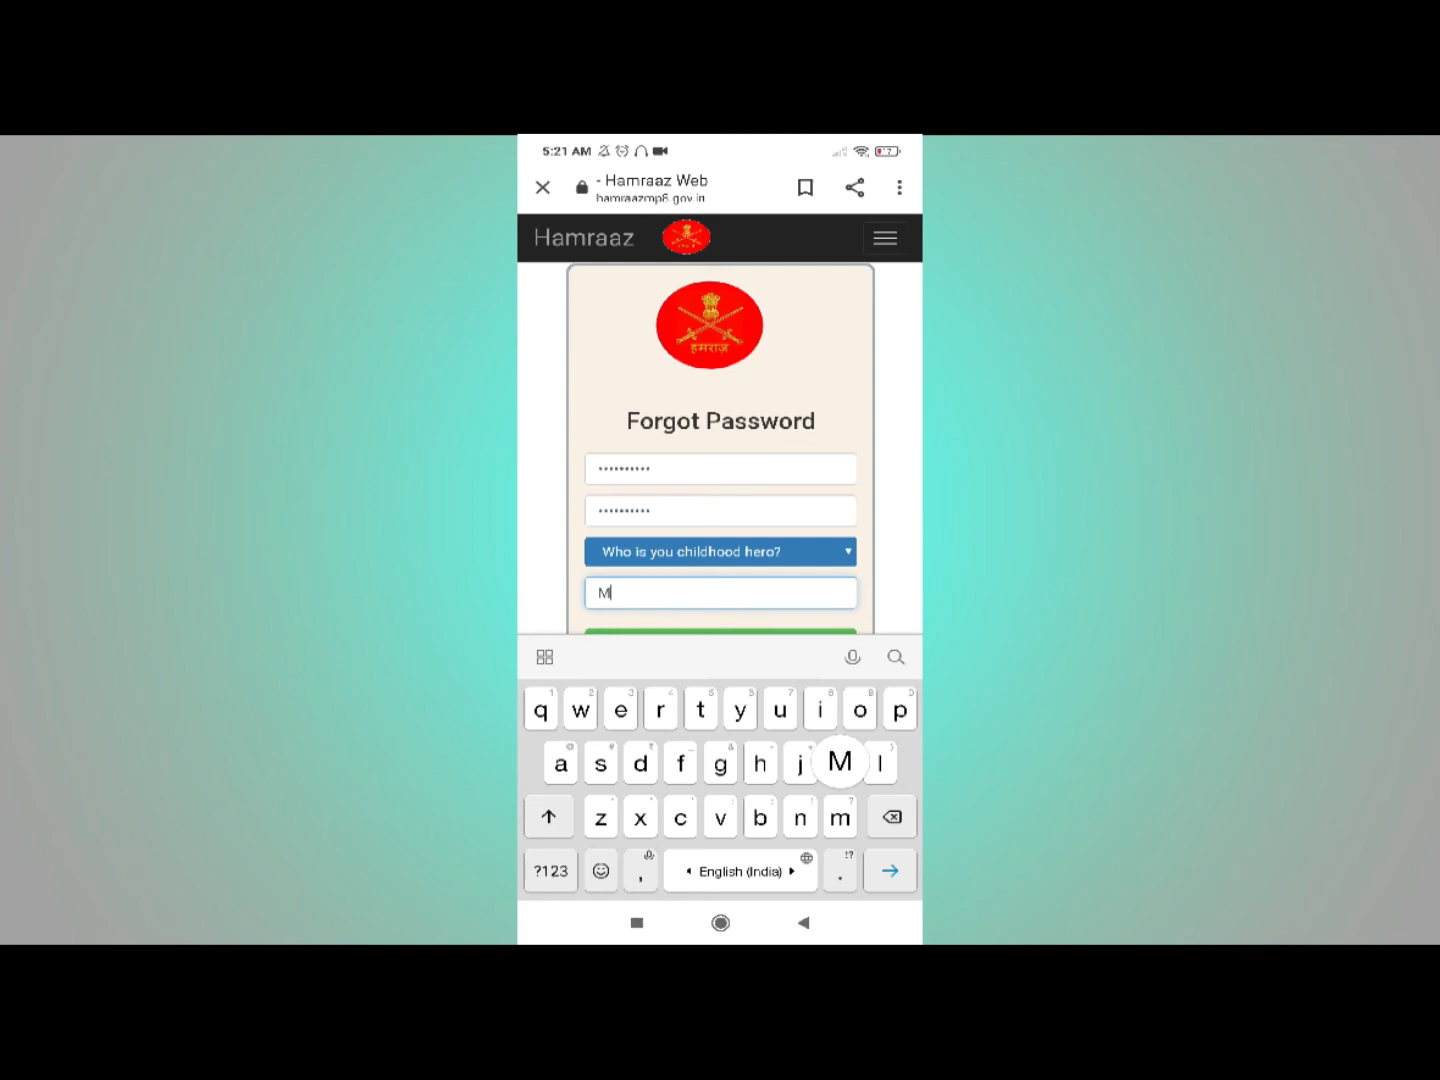 5:21 AM
- Hamraaz Web
hamraazmp8.gov.in
Hamraaz
हमराज
Forgot Password
••••••••••
••••••••••
Who is you childhood hero?
M
q w e r t y u i o p
a s d f g h j M l
z x c v b n m
?123 , English (India) .